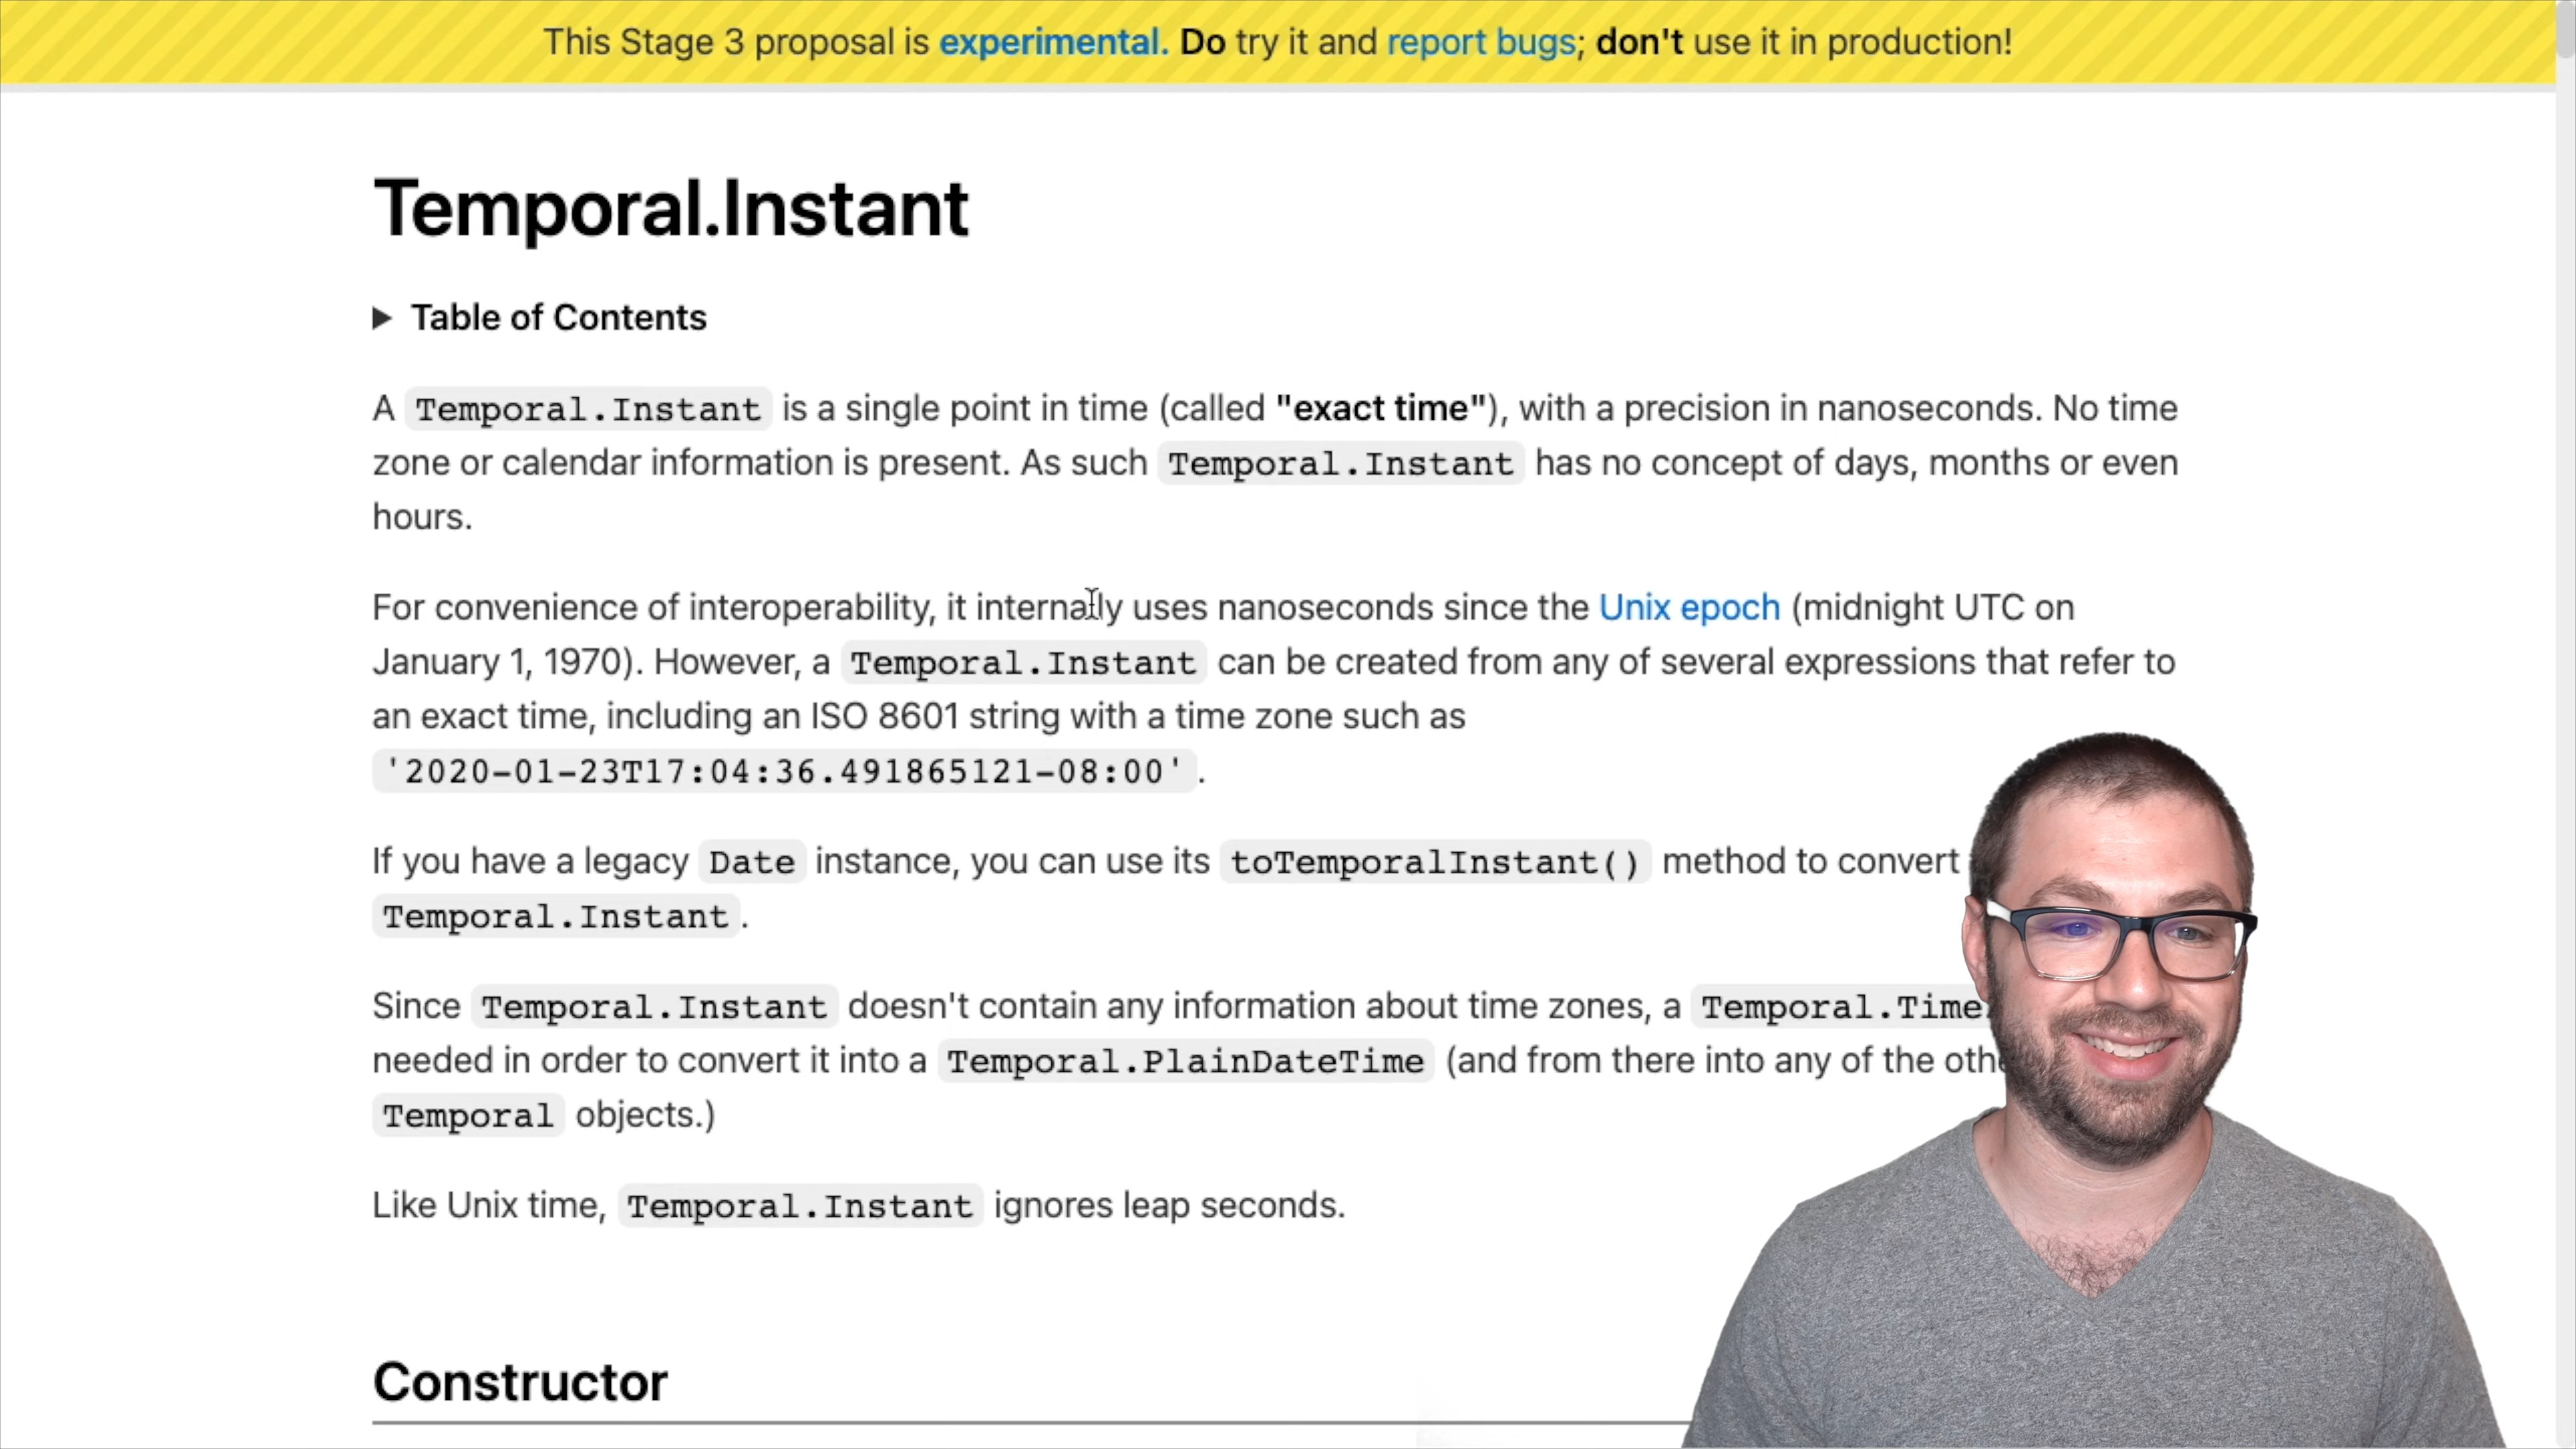 This Stage 3 proposal is experimental. Do try it and report bugs; don't use it in production!
Temporal.Instant
Table of Contents
A Temporal.Instant is a single point in time (called "exact time"), with a precision in nanoseconds. No time
zone or calendar information is present. As such Temporal.Instant has no concept of days, months or even
hours.
For convenience of interoperability, it internally uses nanoseconds since the Unix epoch (midnight UTC on
January 1, 1970). However, a Temporal.Instant can be created from any of several expressions that refer to
an exact time, including an ISO 8601 string with a time zone such as
'2020-01-23T17:04:36.491865121-08:00'.
If you have a legacy Date instance, you can use its toTemporalInstant() method to convert
Temporal.Instant.
Since Temporal.Instant doesn't contain any information about time zones, a Temporal.Time
needed in order to convert it into a Temporal.PlainDateTime (and from there into any of the
Temporal objects.)
Like Unix time, Temporal.Instant ignores leap seconds.
Constructor